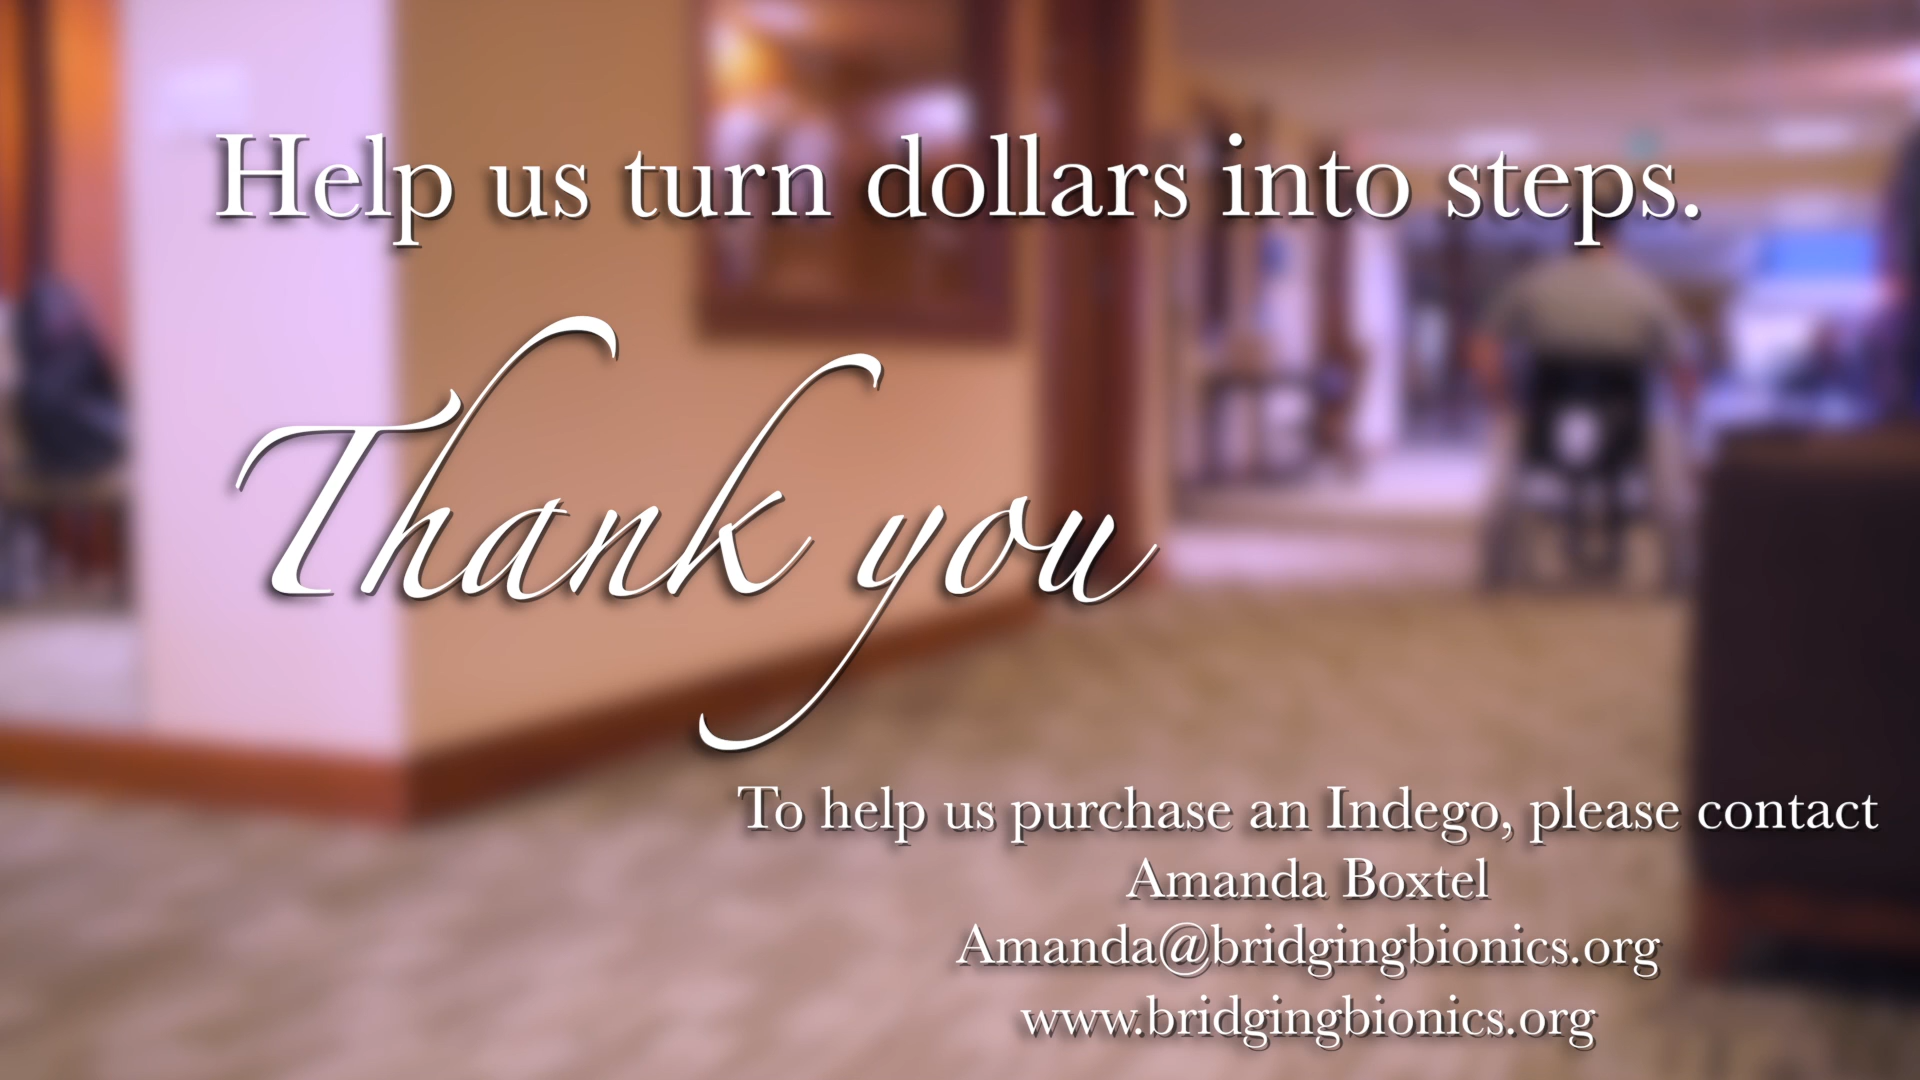 Help us turn dollars into steps.
Thank you
To help us purchase an Indego, please contact
Amanda Boxtel
Amanda@bridgingbionics.org
www.bridgingbionics.org